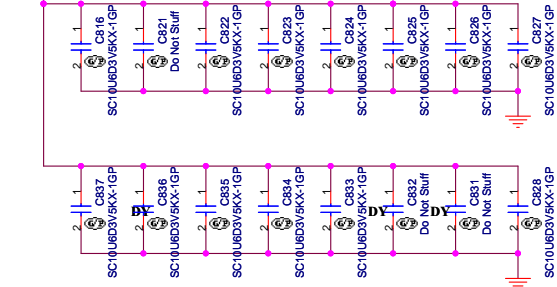 1
2
C816
SC10U6D3V5KX-1GP
1
2
C821
Do Not Stuff
1
2
C822
SC10U6D3V5KX-1GP
1
2
C823
SC10U6D3V5KX-1GP
1
2
C824
SC10U6D3V5KX-1GP
1
2
C825
SC10U6D3V5KX-1GP
1
2
C826
SC10U6D3V5KX-1GP
1
2
C827
SC10U6D3V5KX-1GP
1
2
C837
SC10U6D3V5KX-1GP
DY
1
2
C836
SC10U6D3V5KX-1GP
1
2
C835
SC10U6D3V5KX-1GP
1
2
C834
SC10U6D3V5KX-1GP
1
2
C833
SC10U6D3V5KX-1GP
DY
1
2
C832
Do Not Stuff
DY
1
2
C831
Do Not Stuff
1
2
C828
SC10U6D3V5KX-1GP